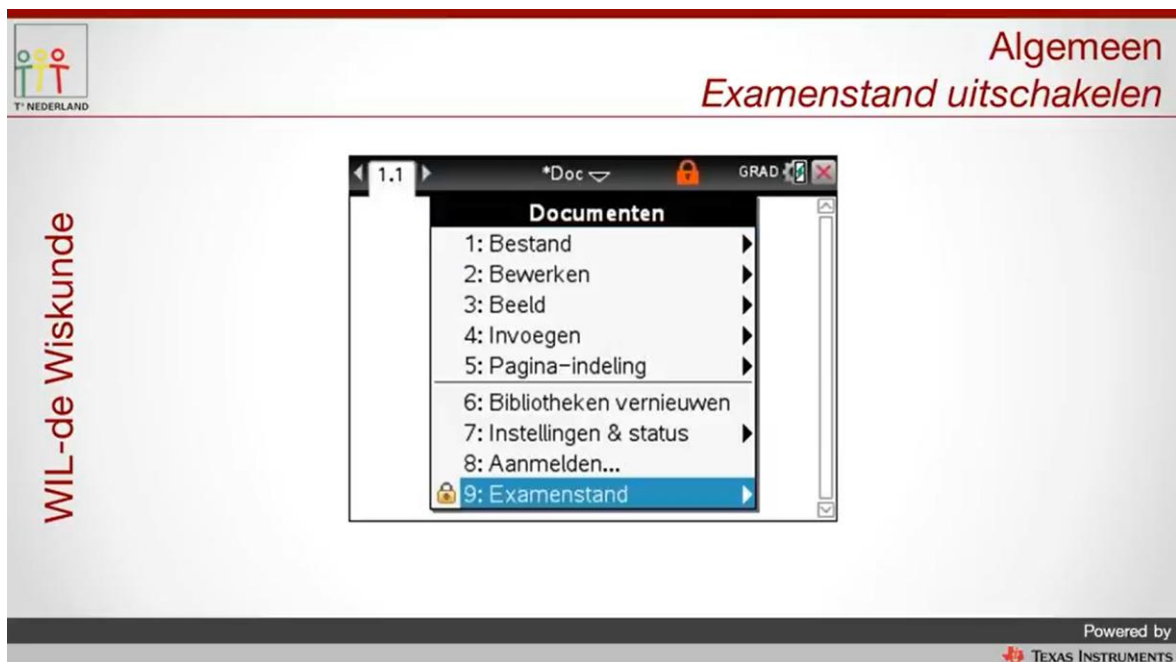 Algemeen
Examenstand uitschakelen
T³ NEDERLAND
WIL-de Wiskunde
1.1
*Doc
GRAD
Documenten
1: Bestand
2: Bewerken
3: Beeld
4: Invoegen
5: Pagina-indeling
6: Bibliotheken vernieuwen
7: Instellingen & status
8: Aanmelden...
9: Examenstand
Powered by
TEXAS INSTRUMENTS